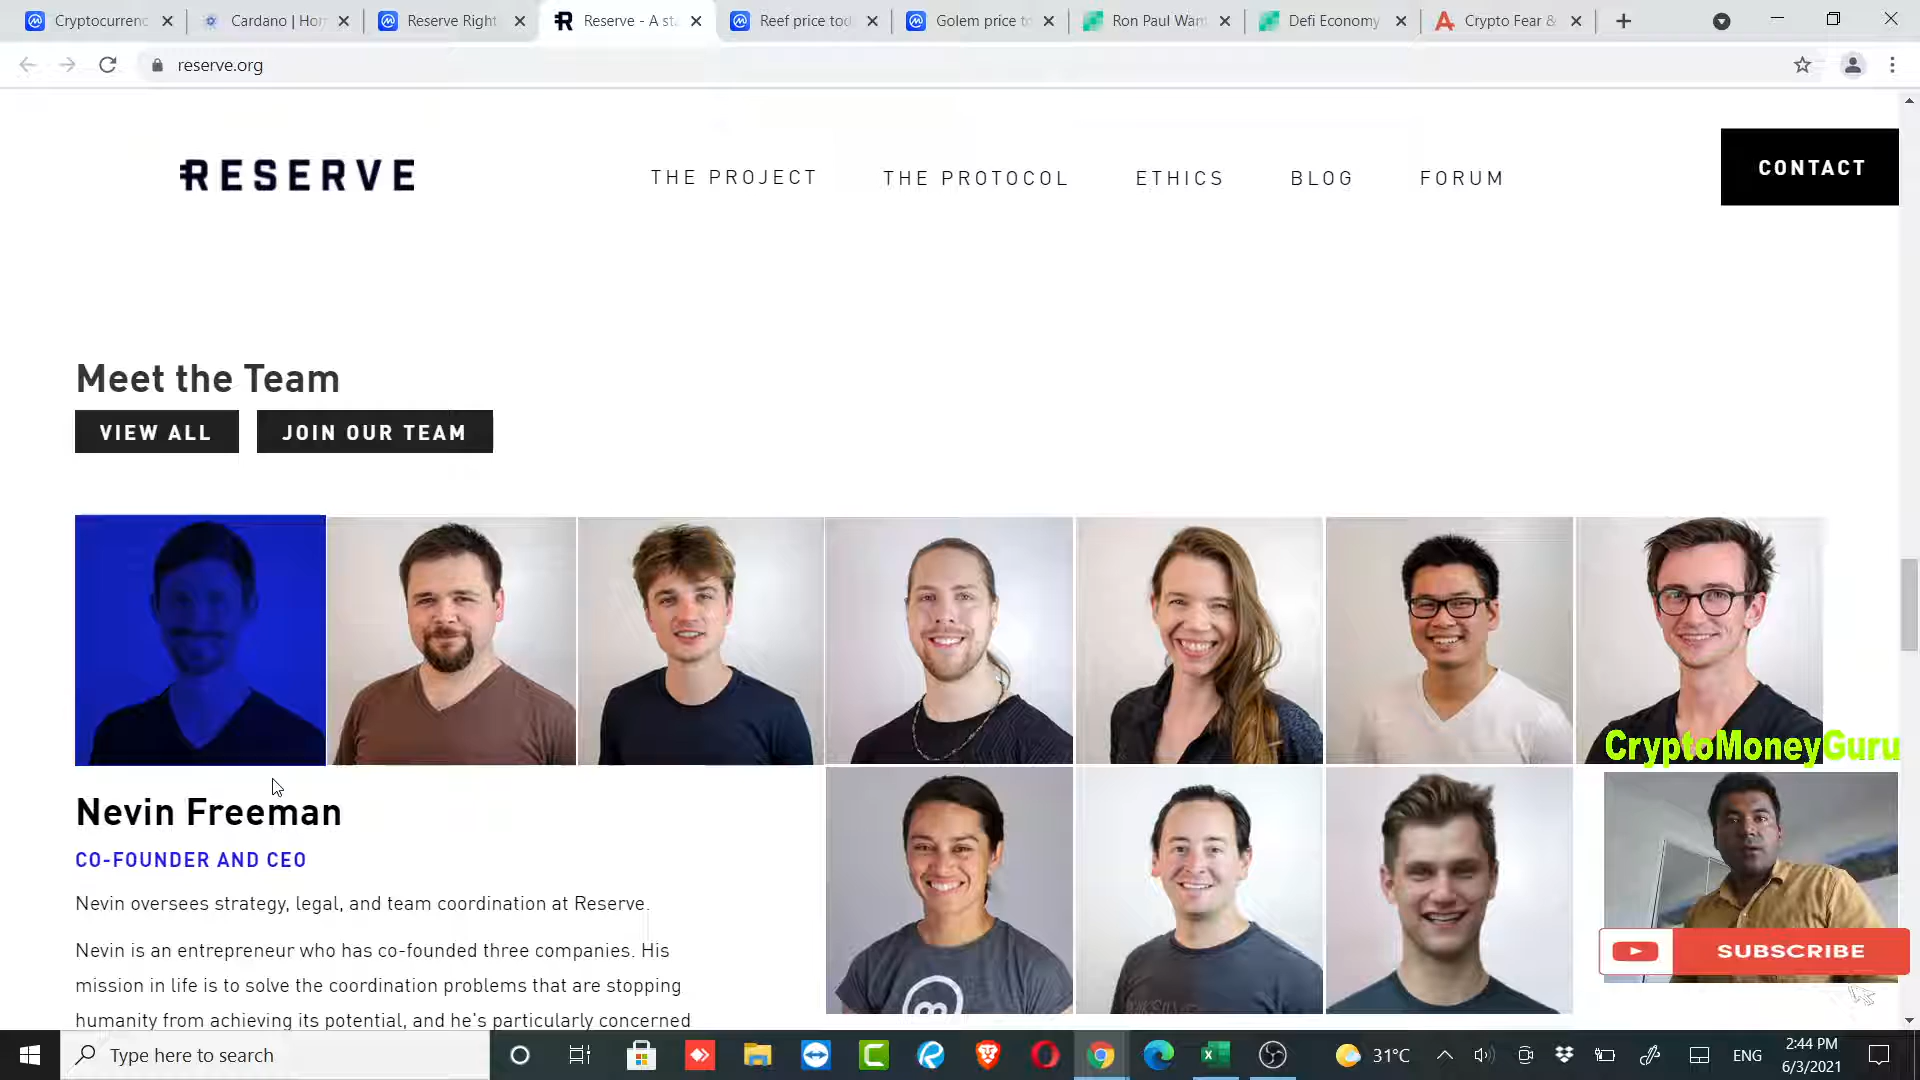 Cryptocurrenc
Cardano | Hom
Reserve Right
Reserve - A sta
Reef price tod
Golem price to
Ron Paul Wan
Defi Economy
Crypto Fear &
reserve.org
RESERVE
THE PROJECT
THE PROTOCOL
ETHICS
BLOG
FORUM
CONTACT
Meet the Team
VIEW ALL
JOIN OUR TEAM
CryptoMoneyGuru
Nevin Freeman
CO-FOUNDER AND CEO
Nevin oversees strategy, legal, and team coordination at Reserve.
Nevin is an entrepreneur who has co-founded three companies. His
mission in life is to solve the coordination problems that are stopping
humanity from achieving its potential, and he's particularly concerned
SUBSCRIBE
Type here to search
31°C
ENG
2:44 PM
6/3/2021